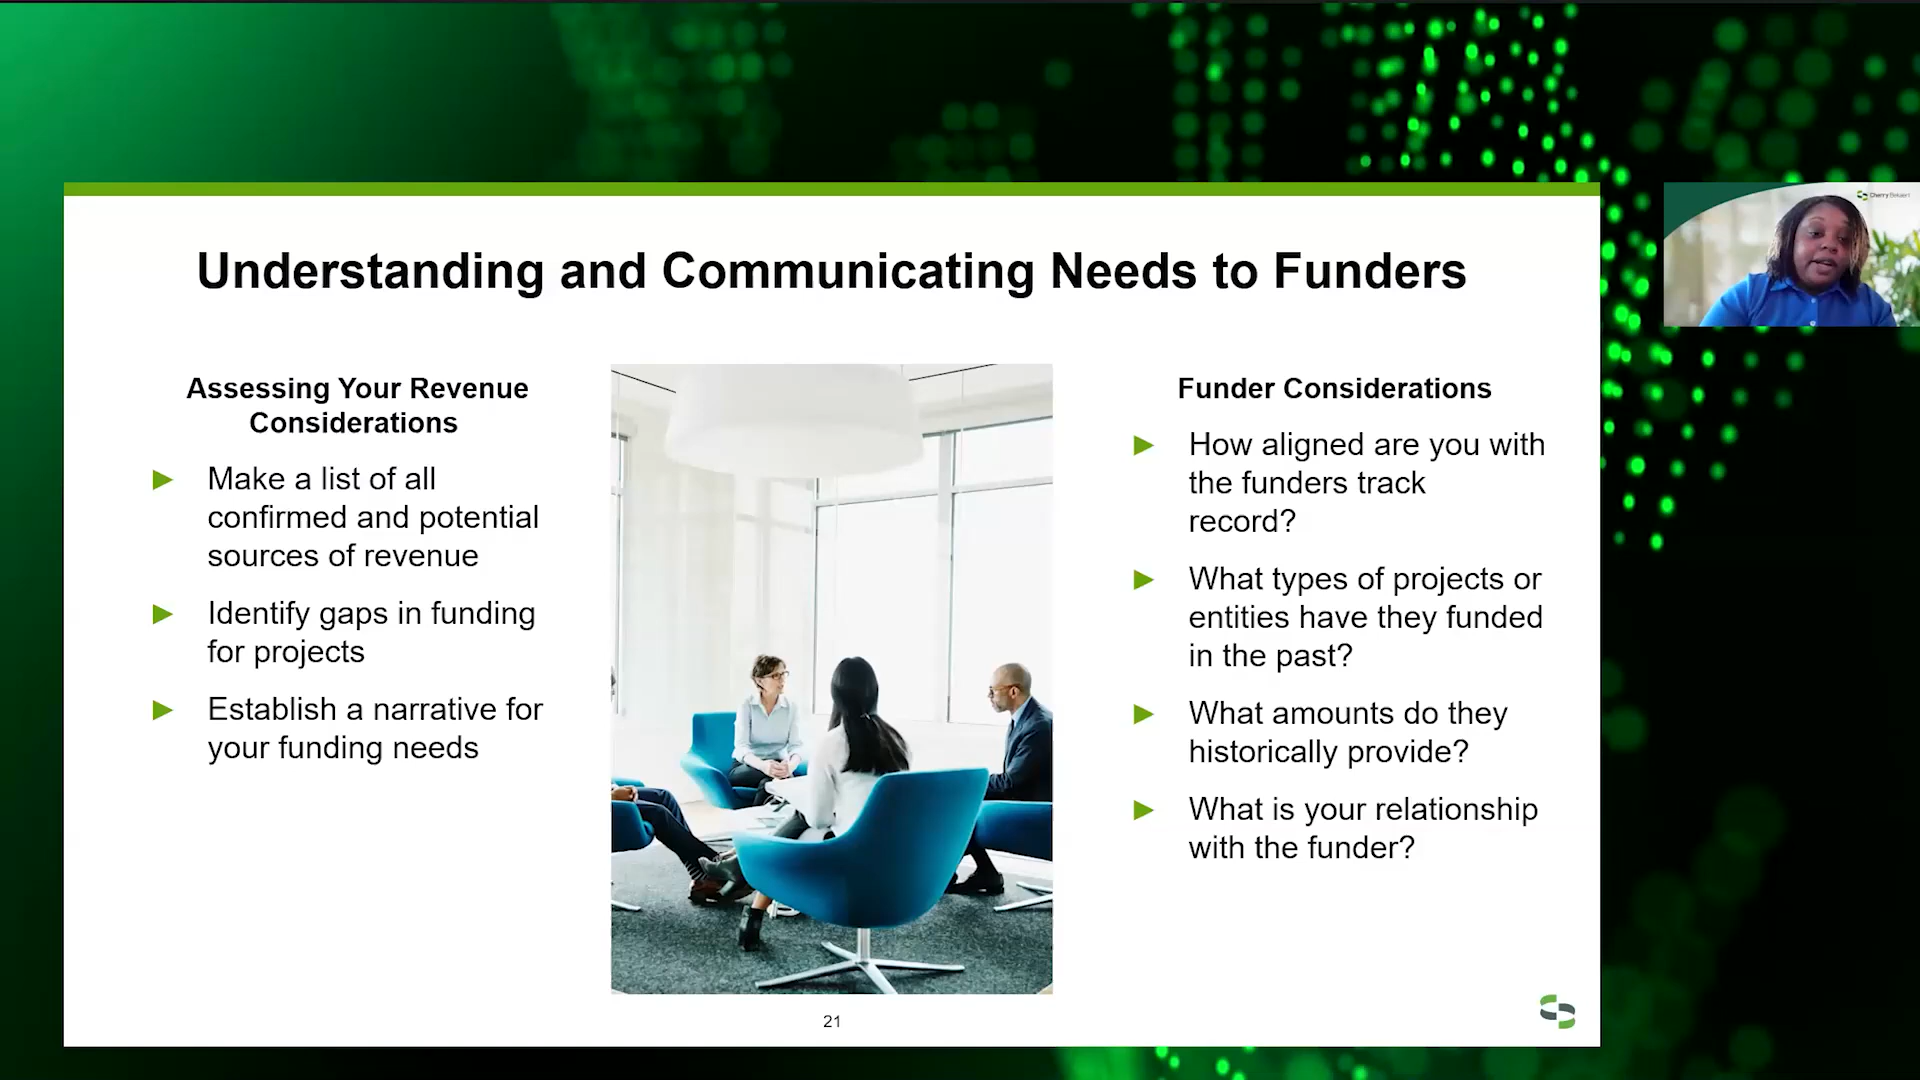 Understanding and Communicating Needs to Funders
Assessing Your Revenue
Considerations
Make a list of all
confirmed and potential
sources of revenue
Identify gaps in funding
for projects
Establish a narrative for
your funding needs
Funder Considerations
How aligned are you with
the funders track
record?
What types of projects or
entities have they funded
in the past?
What amounts do they
historically provide?
What is your relationship
with the funder?
21
Cherry Bekaert